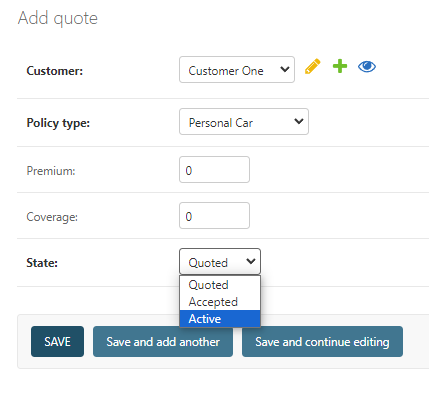 Add quote
Customer:
Customer One
Policy type:
Personal Car
Premium:
0
Coverage:
0
State:
Quoted
Quoted
Accepted
Active
SAVE
Save and add another
Save and continue editing